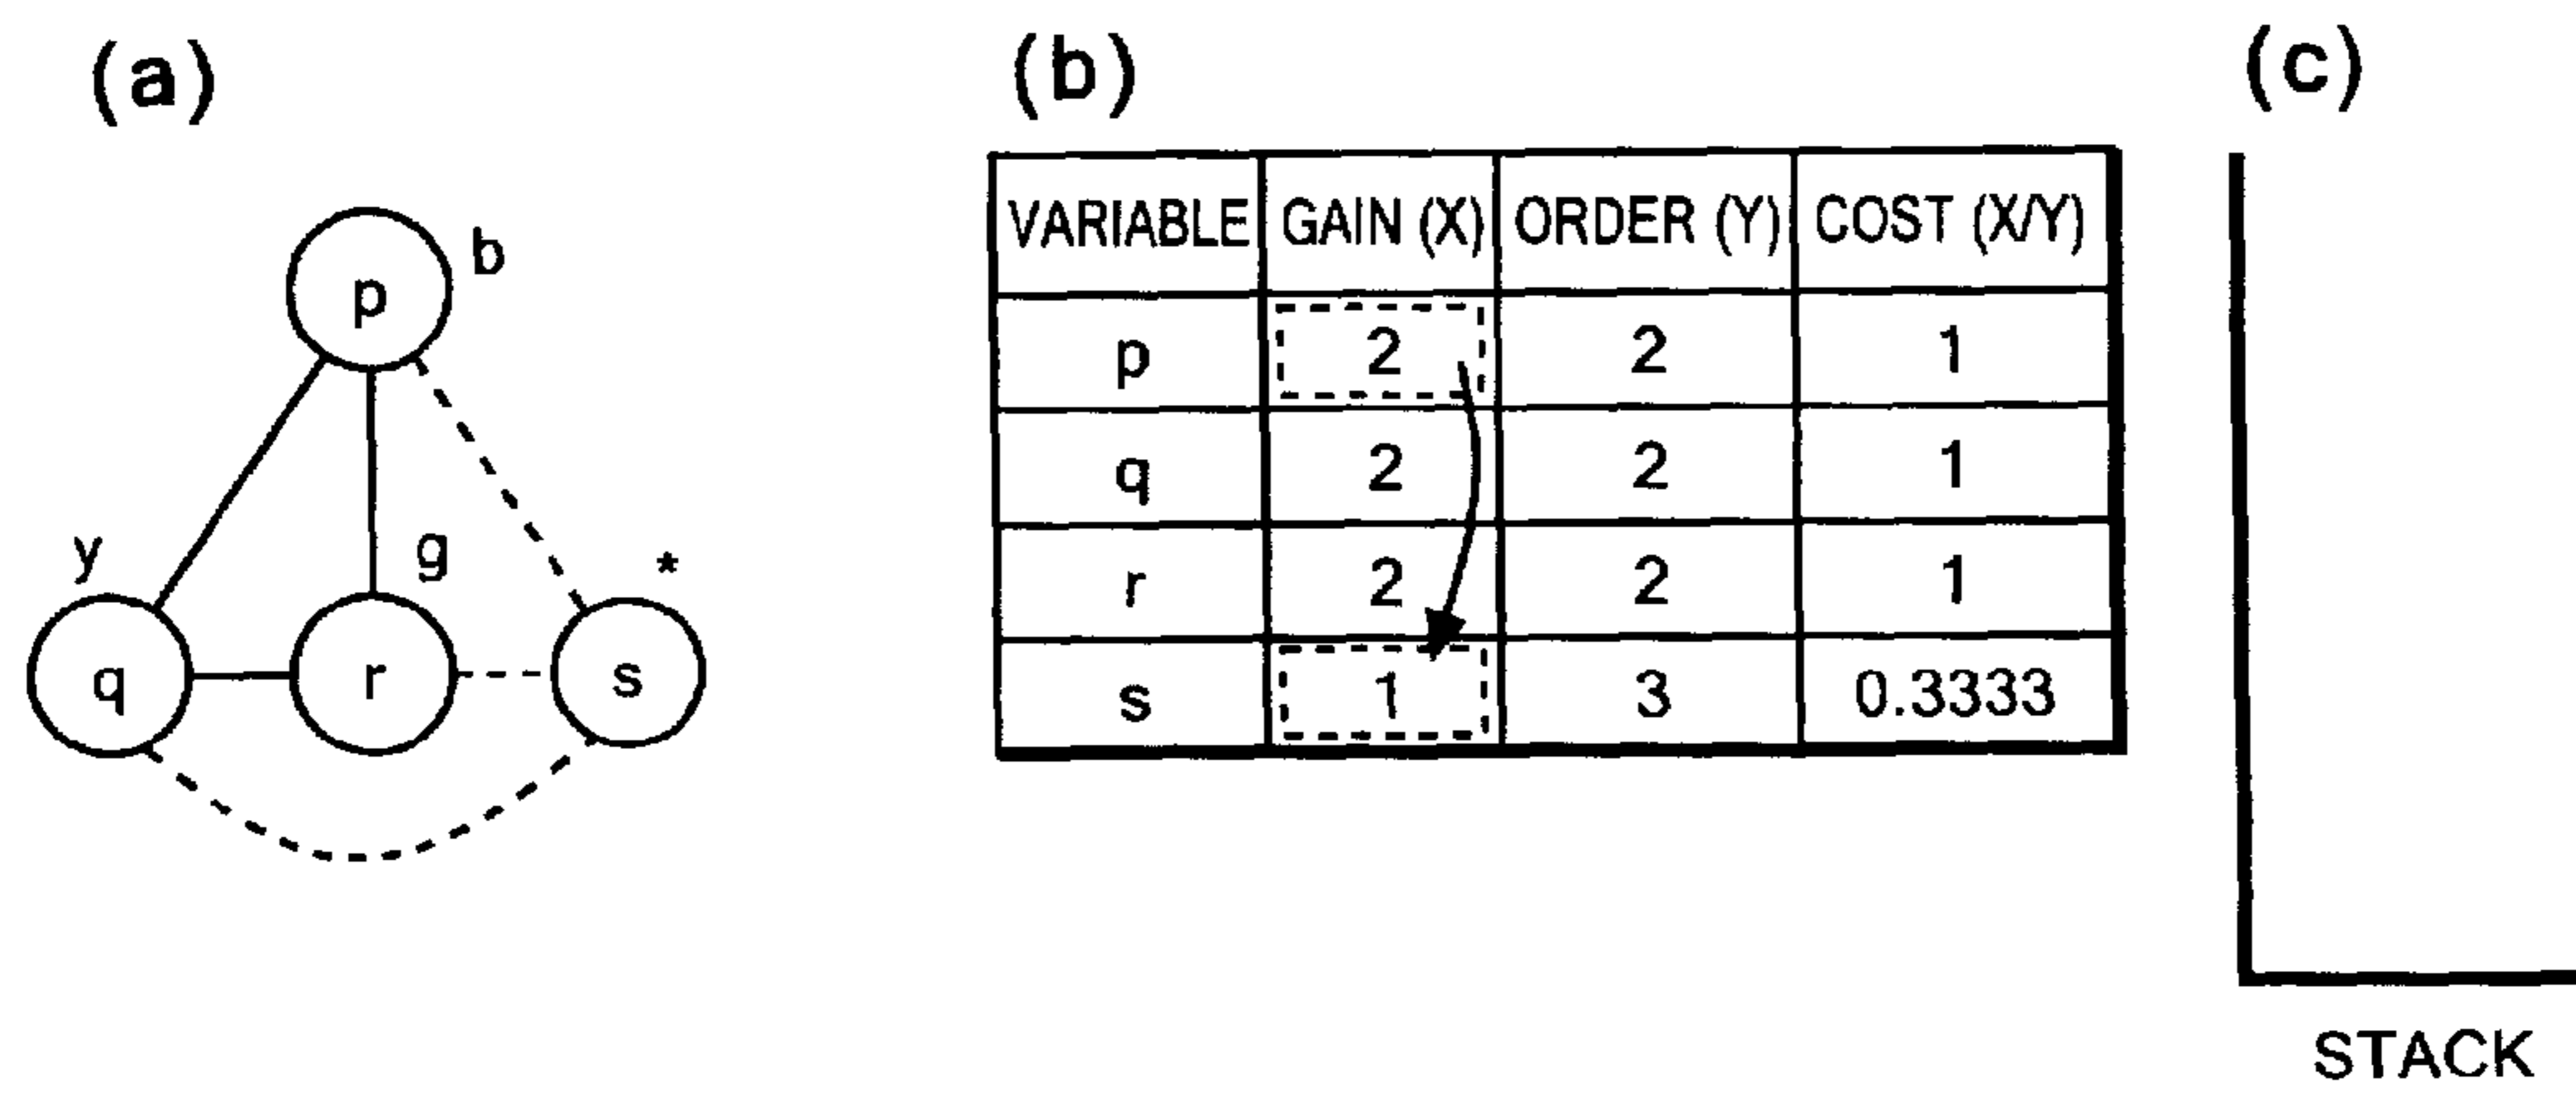 (a)
p b
y g *
q r s
(b)
VARIABLE GAIN (X) ORDER (Y) COST (X/Y)
p 2 2 1
q 2 2 1
r 2 2 1
s 1 3 0.3333
(c)
STACK